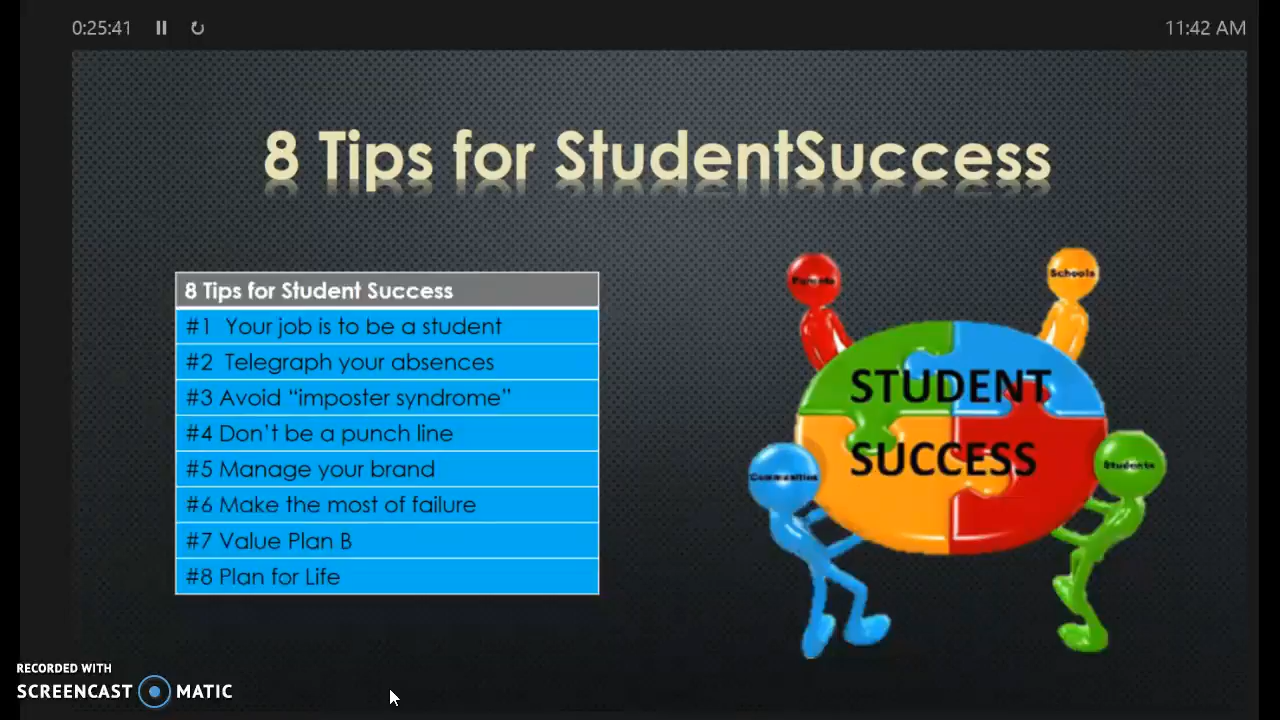 0:25:41
11:42 AM
8 Tips for StudentSuccess
8 Tips for Student Success
#1 Your job is to be a student
#2 Telegraph your absences
#3 Avoid “imposter syndrome”
#4 Don’t be a punch line
#5 Manage your brand
#6 Make the most of failure
#7 Value Plan B
#8 Plan for Life
Parents
Schools
STUDENT
SUCCESS
Communities
Students
RECORDED WITH
SCREENCAST MATIC